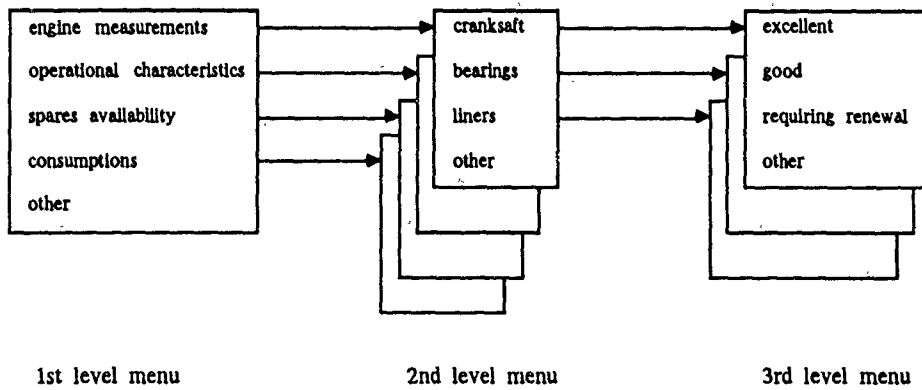 engine measurements
operational characteristics
spares availability
consumptions
other
cranksaft
bearings
liners
other
excellent
good
requiring renewal
other
1st level menu
2nd level menu
3rd level menu